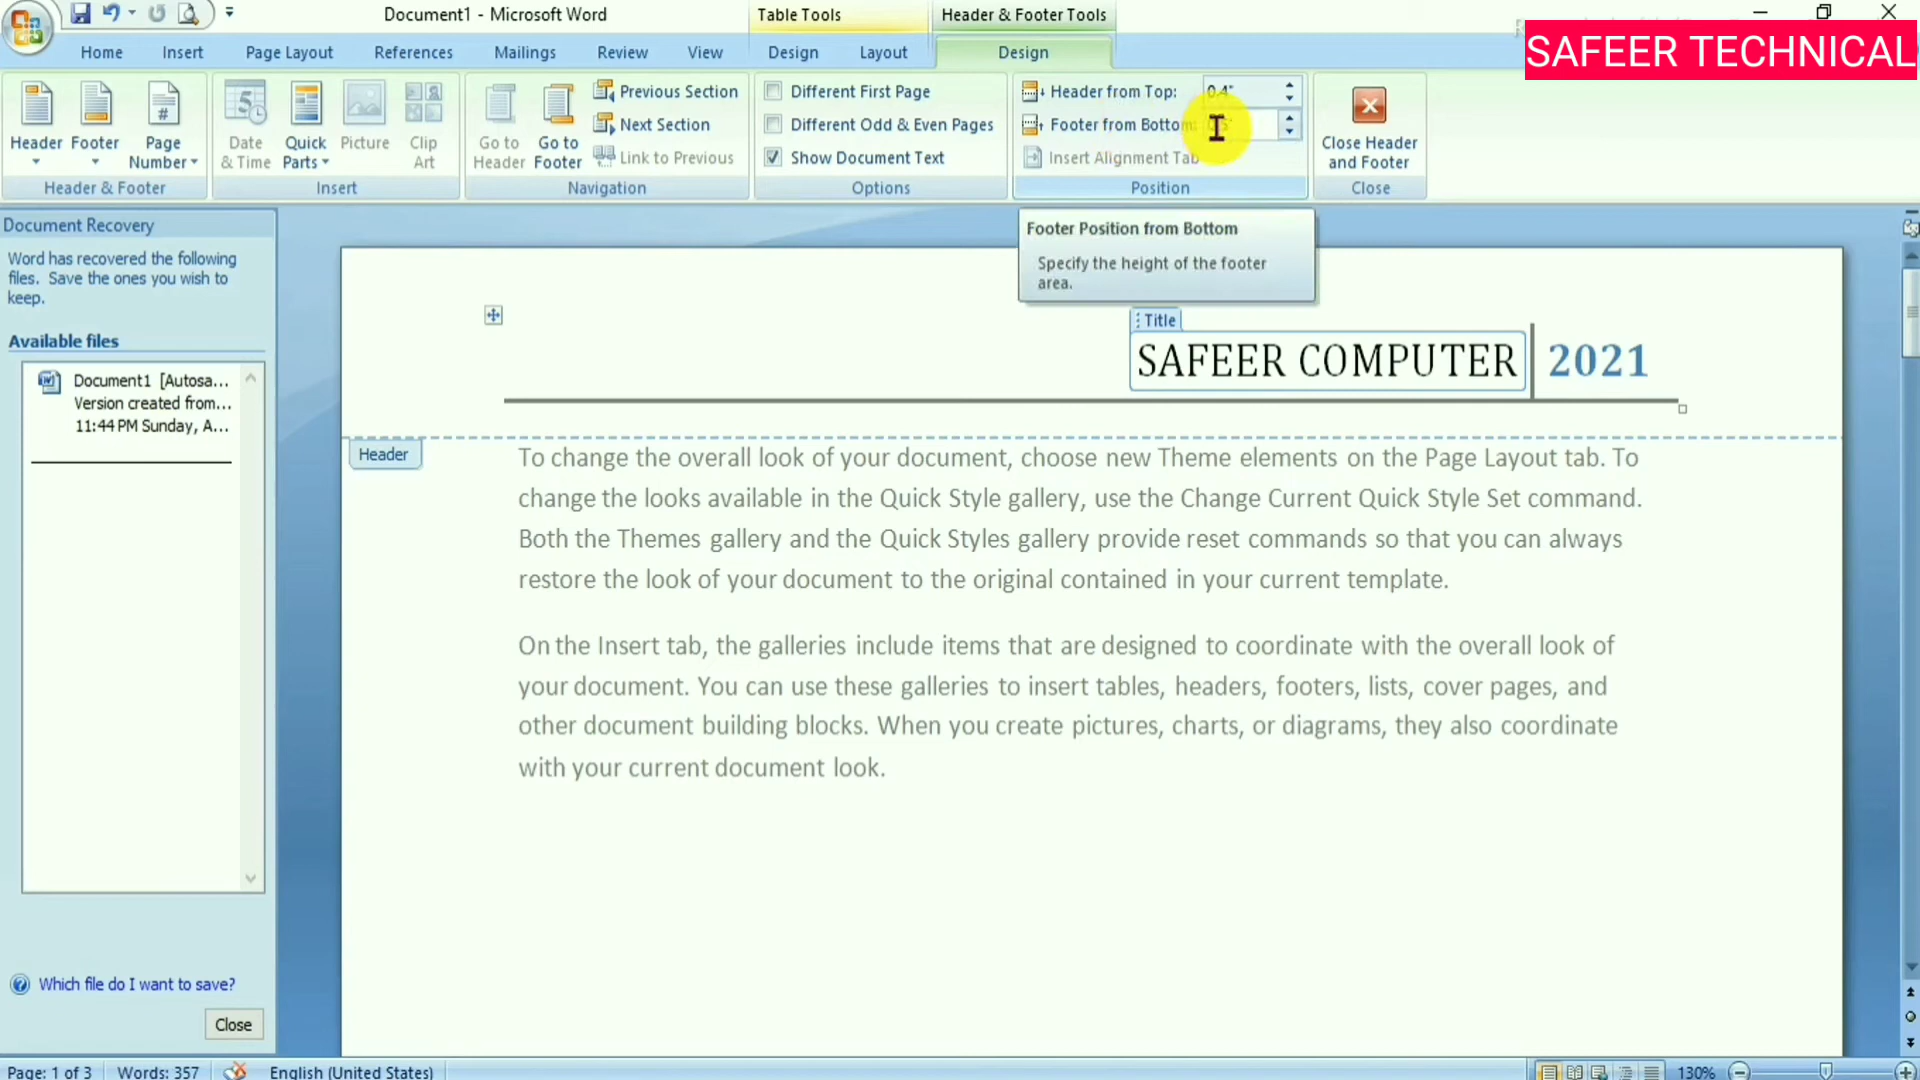 Document1 - Microsoft Word
Table Tools
Header & Footer Tools
SAFEER TECHNICAL
Home
Insert
Page Layout
References
Mailings
Review
View
Design
Layout
Design
Header
Footer
Page
Number
Header & Footer
Date
& Time
Quick
Parts
Picture
Clip
Art
Insert
Go to
Header
Go to
Footer
Previous Section
Next Section
Link to Previous
Navigation
Different First Page
Different Odd & Even Pages
Show Document Text
Options
Header from Top: 0.4"
Footer from Bottom:
Insert Alignment Tab
Position
Close Header
and Footer
Close
Footer Position from Bottom
Specify the height of the footer
area.
Document Recovery
Word has recovered the following
files. Save the ones you wish to
keep.
Available files
Document1 [Autosa...
Version created from...
11:44 PM Sunday, A...
Which file do I want to save?
Close
Title
SAFEER COMPUTER 2021
Header
To change the overall look of your document, choose new Theme elements on the Page Layout tab. To
change the looks available in the Quick Style gallery, use the Change Current Quick Style Set command.
Both the Themes gallery and the Quick Styles gallery provide reset commands so that you can always
restore the look of your document to the original contained in your current template.
On the Insert tab, the galleries include items that are designed to coordinate with the overall look of
your document. You can use these galleries to insert tables, headers, footers, lists, cover pages, and
other document building blocks. When you create pictures, charts, or diagrams, they also coordinate
with your current document look.
Page: 1 of 3
Words: 357
English (United States)
130%